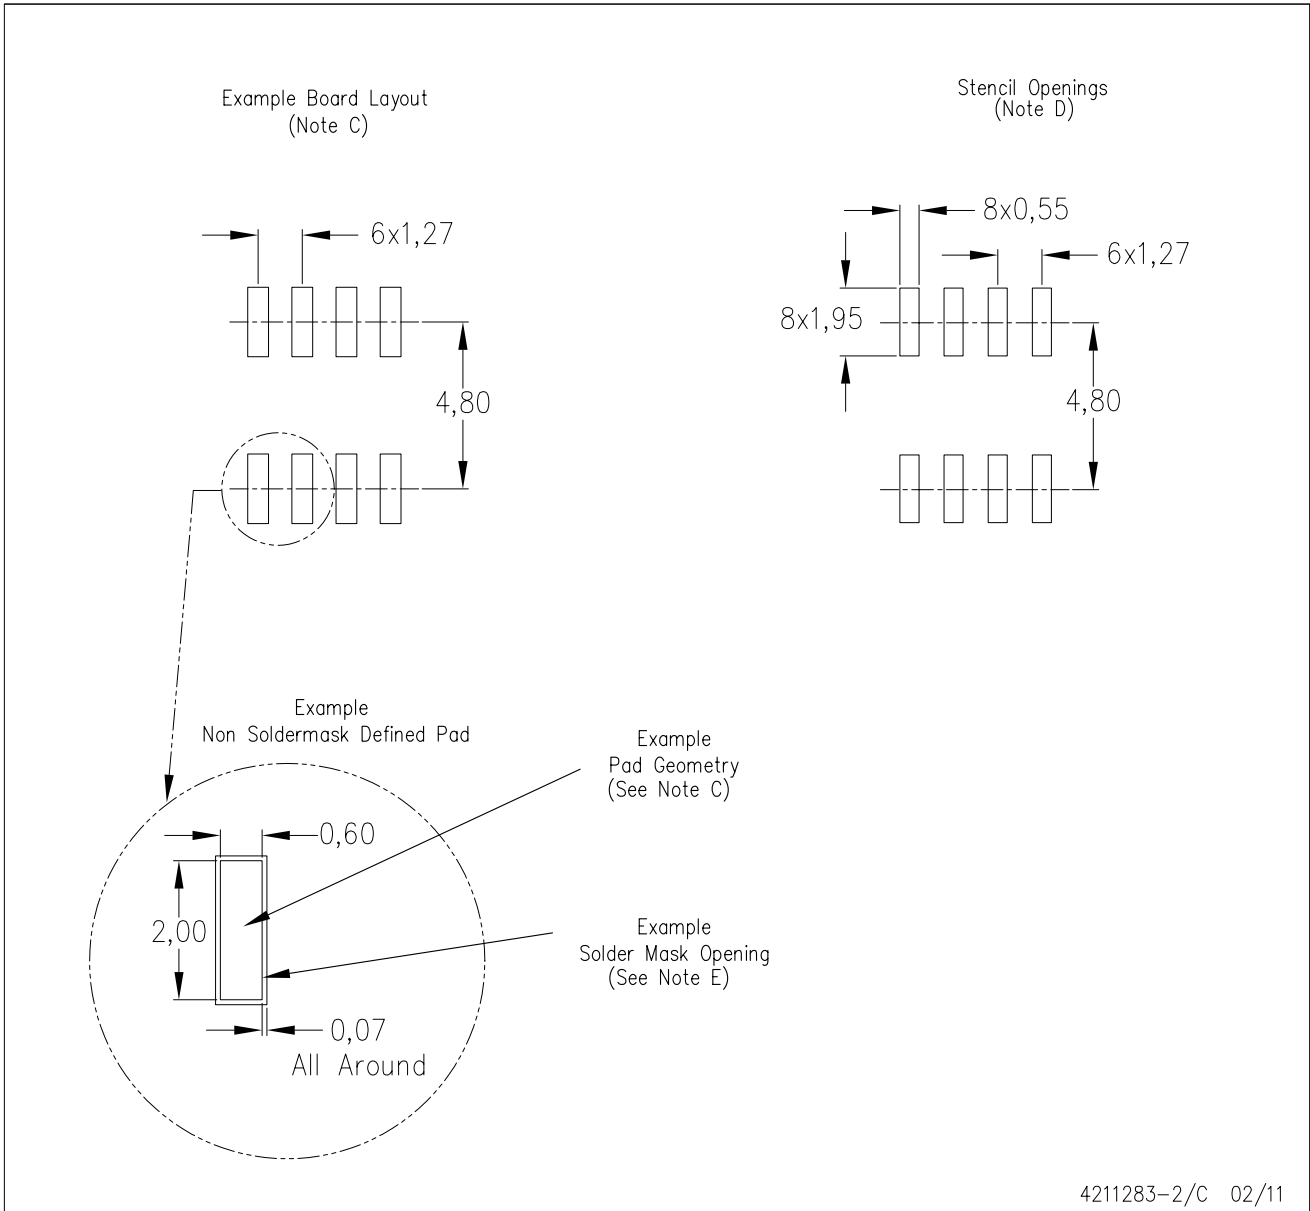 Example Board Layout
(Note C)
Stencil Openings
(Note D)
6x1,27
4,80
8x0,55
6x1,27
8x1,95
4,80
Example
Non Soldermask Defined Pad
Example
Pad Geometry
(See Note C)
0,60
2,00
Example
Solder Mask Opening
(See Note E)
0,07
All Around
4211283-2/C 02/11